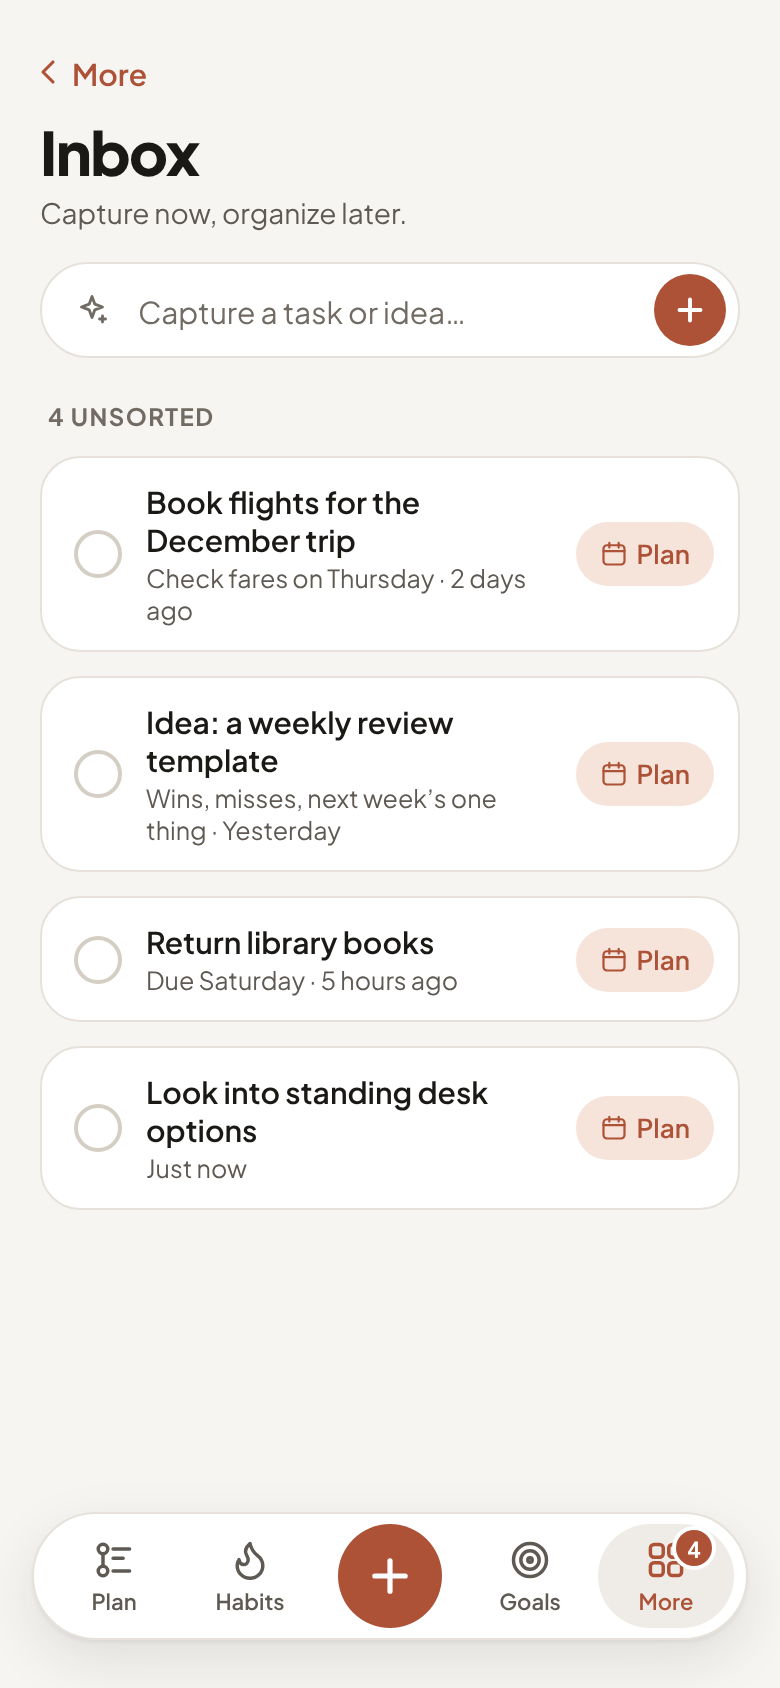 More
Inbox
Capture now, organize later.
Capture a task or idea…
4 UNSORTED
Book flights for the
December trip
Check fares on Thursday · 2 days
ago
Plan
Idea: a weekly review
template
Wins, misses, next week’s one
thing · Yesterday
Plan
Return library books
Due Saturday · 5 hours ago
Plan
Look into standing desk
options
Just now
Plan
4
Plan
Habits
Goals
More